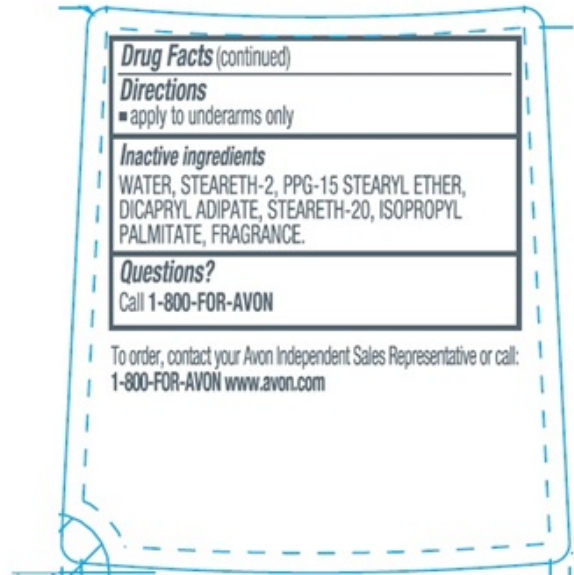 Drug Facts (continued)
Directions
▪ apply to underarms only
Inactive ingredients
WATER, STEARETH-2, PPG-15 STEARYL ETHER,
DICAPRYL ADIPATE, STEARETH-20, ISOPROPYL
PALMITATE, FRAGRANCE.
Questions?
Call 1-800-FOR-AVON
To order, contact your Avon Independent Sales Representative or call:
1-800-FOR-AVON www.avon.com